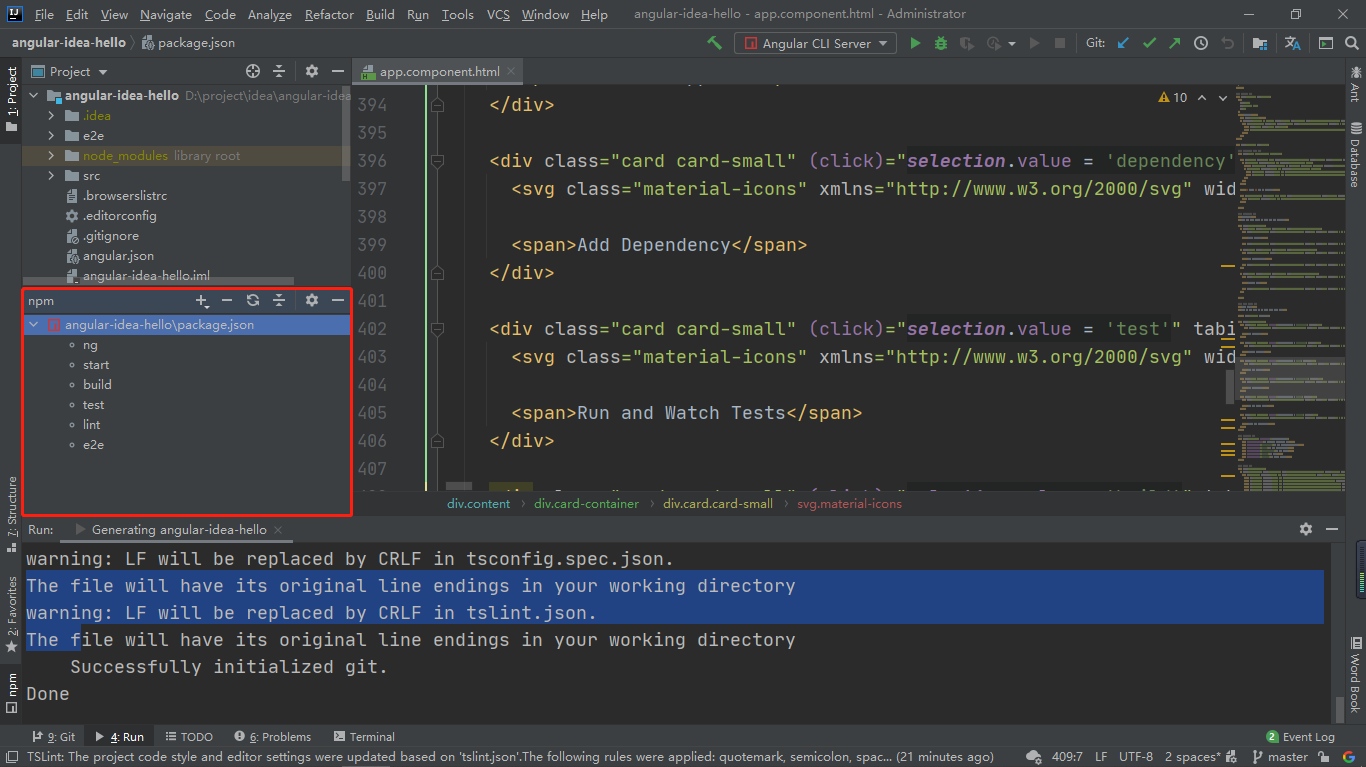 File Edit View Navigate Code Analyze Refactor Build Run Tools VCS Window Help angular-idea-hello - app.component.html - Administrator
angular-idea-hello package.json Angular CLI Server Git:
Project
app.component.html
1: Project
angular-idea-hello D:\project\idea\angular-idea
.idea
e2e
node_modules library root
src
.browserslistrc
.editorconfig
.gitignore
angular.json
angular-idea-hello.iml
npm
angular-idea-hello\package.json
ng
start
build
test
lint
e2e
10
394 </div>
395
396 <div class="card card-small" (click)="selection.value = 'dependency'
397 <svg class="material-icons" xmlns="http://www.w3.org/2000/svg" wid
398
399 <span>Add Dependency</span>
400 </div>
401
402 <div class="card card-small" (click)="selection.value = 'test'" tabi
403 <svg class="material-icons" xmlns="http://www.w3.org/2000/svg" wid
404
405 <span>Run and Watch Tests</span>
406 </div>
407
div.content div.card-container div.card.card-small svg.material-icons
Ant
Database
Word Book
7: Structure
2: Favorites
npm
Run: Generating angular-idea-hello
warning: LF will be replaced by CRLF in tsconfig.spec.json.
The file will have its original line endings in your working directory
warning: LF will be replaced by CRLF in tslint.json.
The file will have its original line endings in your working directory
Successfully initialized git.
Done
9: Git 4: Run TODO 6: Problems Terminal 2 Event Log
TSLint: The project code style and editor settings were updated based on 'tslint.json'.The following rules were applied: quotemark, semicolon, spac... (21 minutes ago) 409:7 LF UTF-8 2 spaces* master